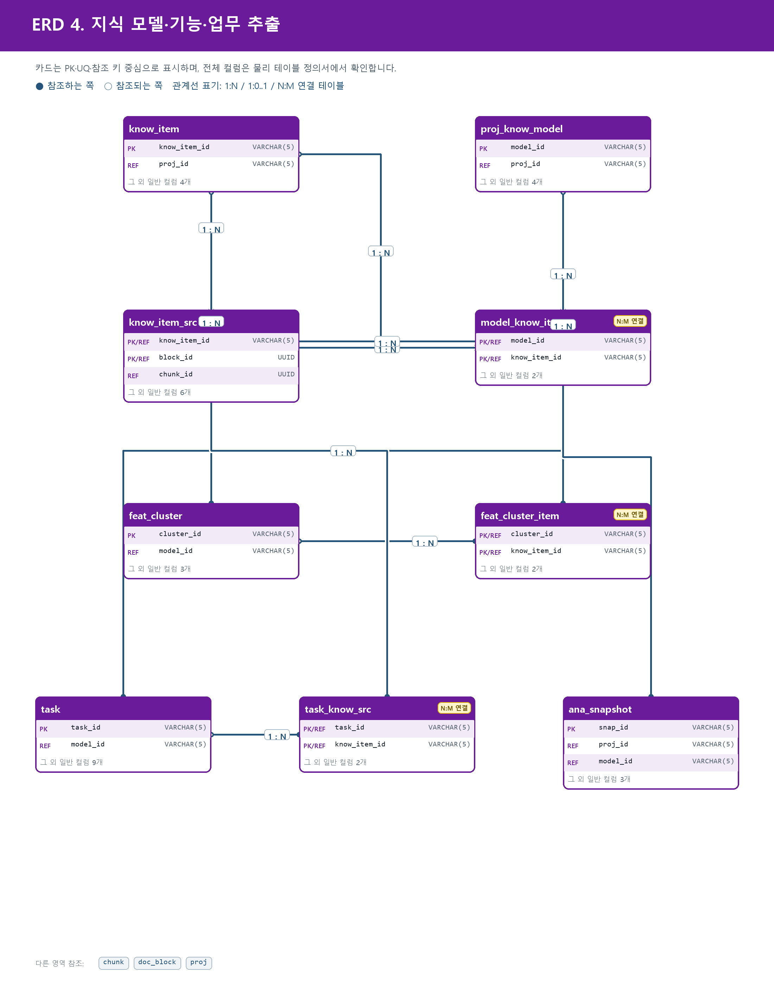 ERD 4. 지식 모델·기능·업무 추출
카드는 PK·UQ·참조 키 중심으로 표시하며, 전체 컬럼은 물리 테이블 정의서에서 확인합니다.
● 참조하는 쪽 ○ 참조되는 쪽 관계선 표기: 1:N / 1:0..1 / N:M 연결 테이블
know_item
PK know_item_id VARCHAR(5)
REF proj_id VARCHAR(5)
그 외 일반 컬럼 4개
proj_know_model
PK model_id VARCHAR(5)
REF proj_id VARCHAR(5)
그 외 일반 컬럼 4개
1 : N
1 : N
1 : N
know_item_src
1 : N
PK/REF know_item_id VARCHAR(5)
PK/REF block_id UUID
REF chunk_id UUID
그 외 일반 컬럼 6개
1 : N
1 : N
model_know_it
1 : N
N:M 연결
PK/REF model_id VARCHAR(5)
PK/REF know_item_id VARCHAR(5)
그 외 일반 컬럼 2개
1 : N
feat_cluster
PK cluster_id VARCHAR(5)
REF model_id VARCHAR(5)
그 외 일반 컬럼 3개
1 : N
feat_cluster_item N:M 연결
PK/REF cluster_id VARCHAR(5)
PK/REF know_item_id VARCHAR(5)
그 외 일반 컬럼 2개
task
PK task_id VARCHAR(5)
REF model_id VARCHAR(5)
그 외 일반 컬럼 9개
1 : N
task_know_src N:M 연결
PK/REF task_id VARCHAR(5)
PK/REF know_item_id VARCHAR(5)
그 외 일반 컬럼 2개
ana_snapshot
PK snap_id VARCHAR(5)
REF proj_id VARCHAR(5)
REF model_id VARCHAR(5)
그 외 일반 컬럼 3개
다른 영역 참조: chunk doc_block proj